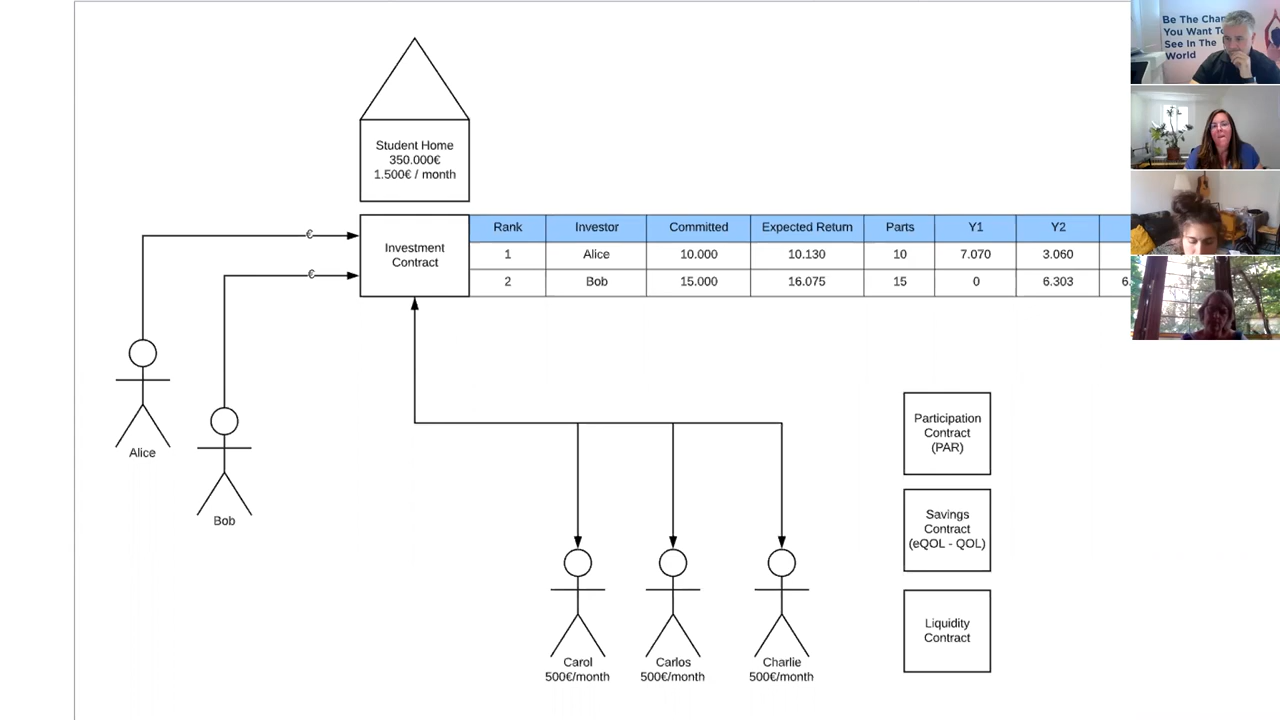 Be The Chan
You Want T
See In The
World
Student Home
350.000€
1.500€ / month
Investment
Contract
€
€
Rank Investor Committed Expected Return Parts Y1 Y2
1 Alice 10.000 10.130 10 7.070 3.060
2 Bob 15.000 16.075 15 0 6.303 6.
Alice
Bob
Participation
Contract
(PAR)
Savings
Contract
(eQOL - QOL)
Liquidity
Contract
Carol
500€/month
Carlos
500€/month
Charlie
500€/month